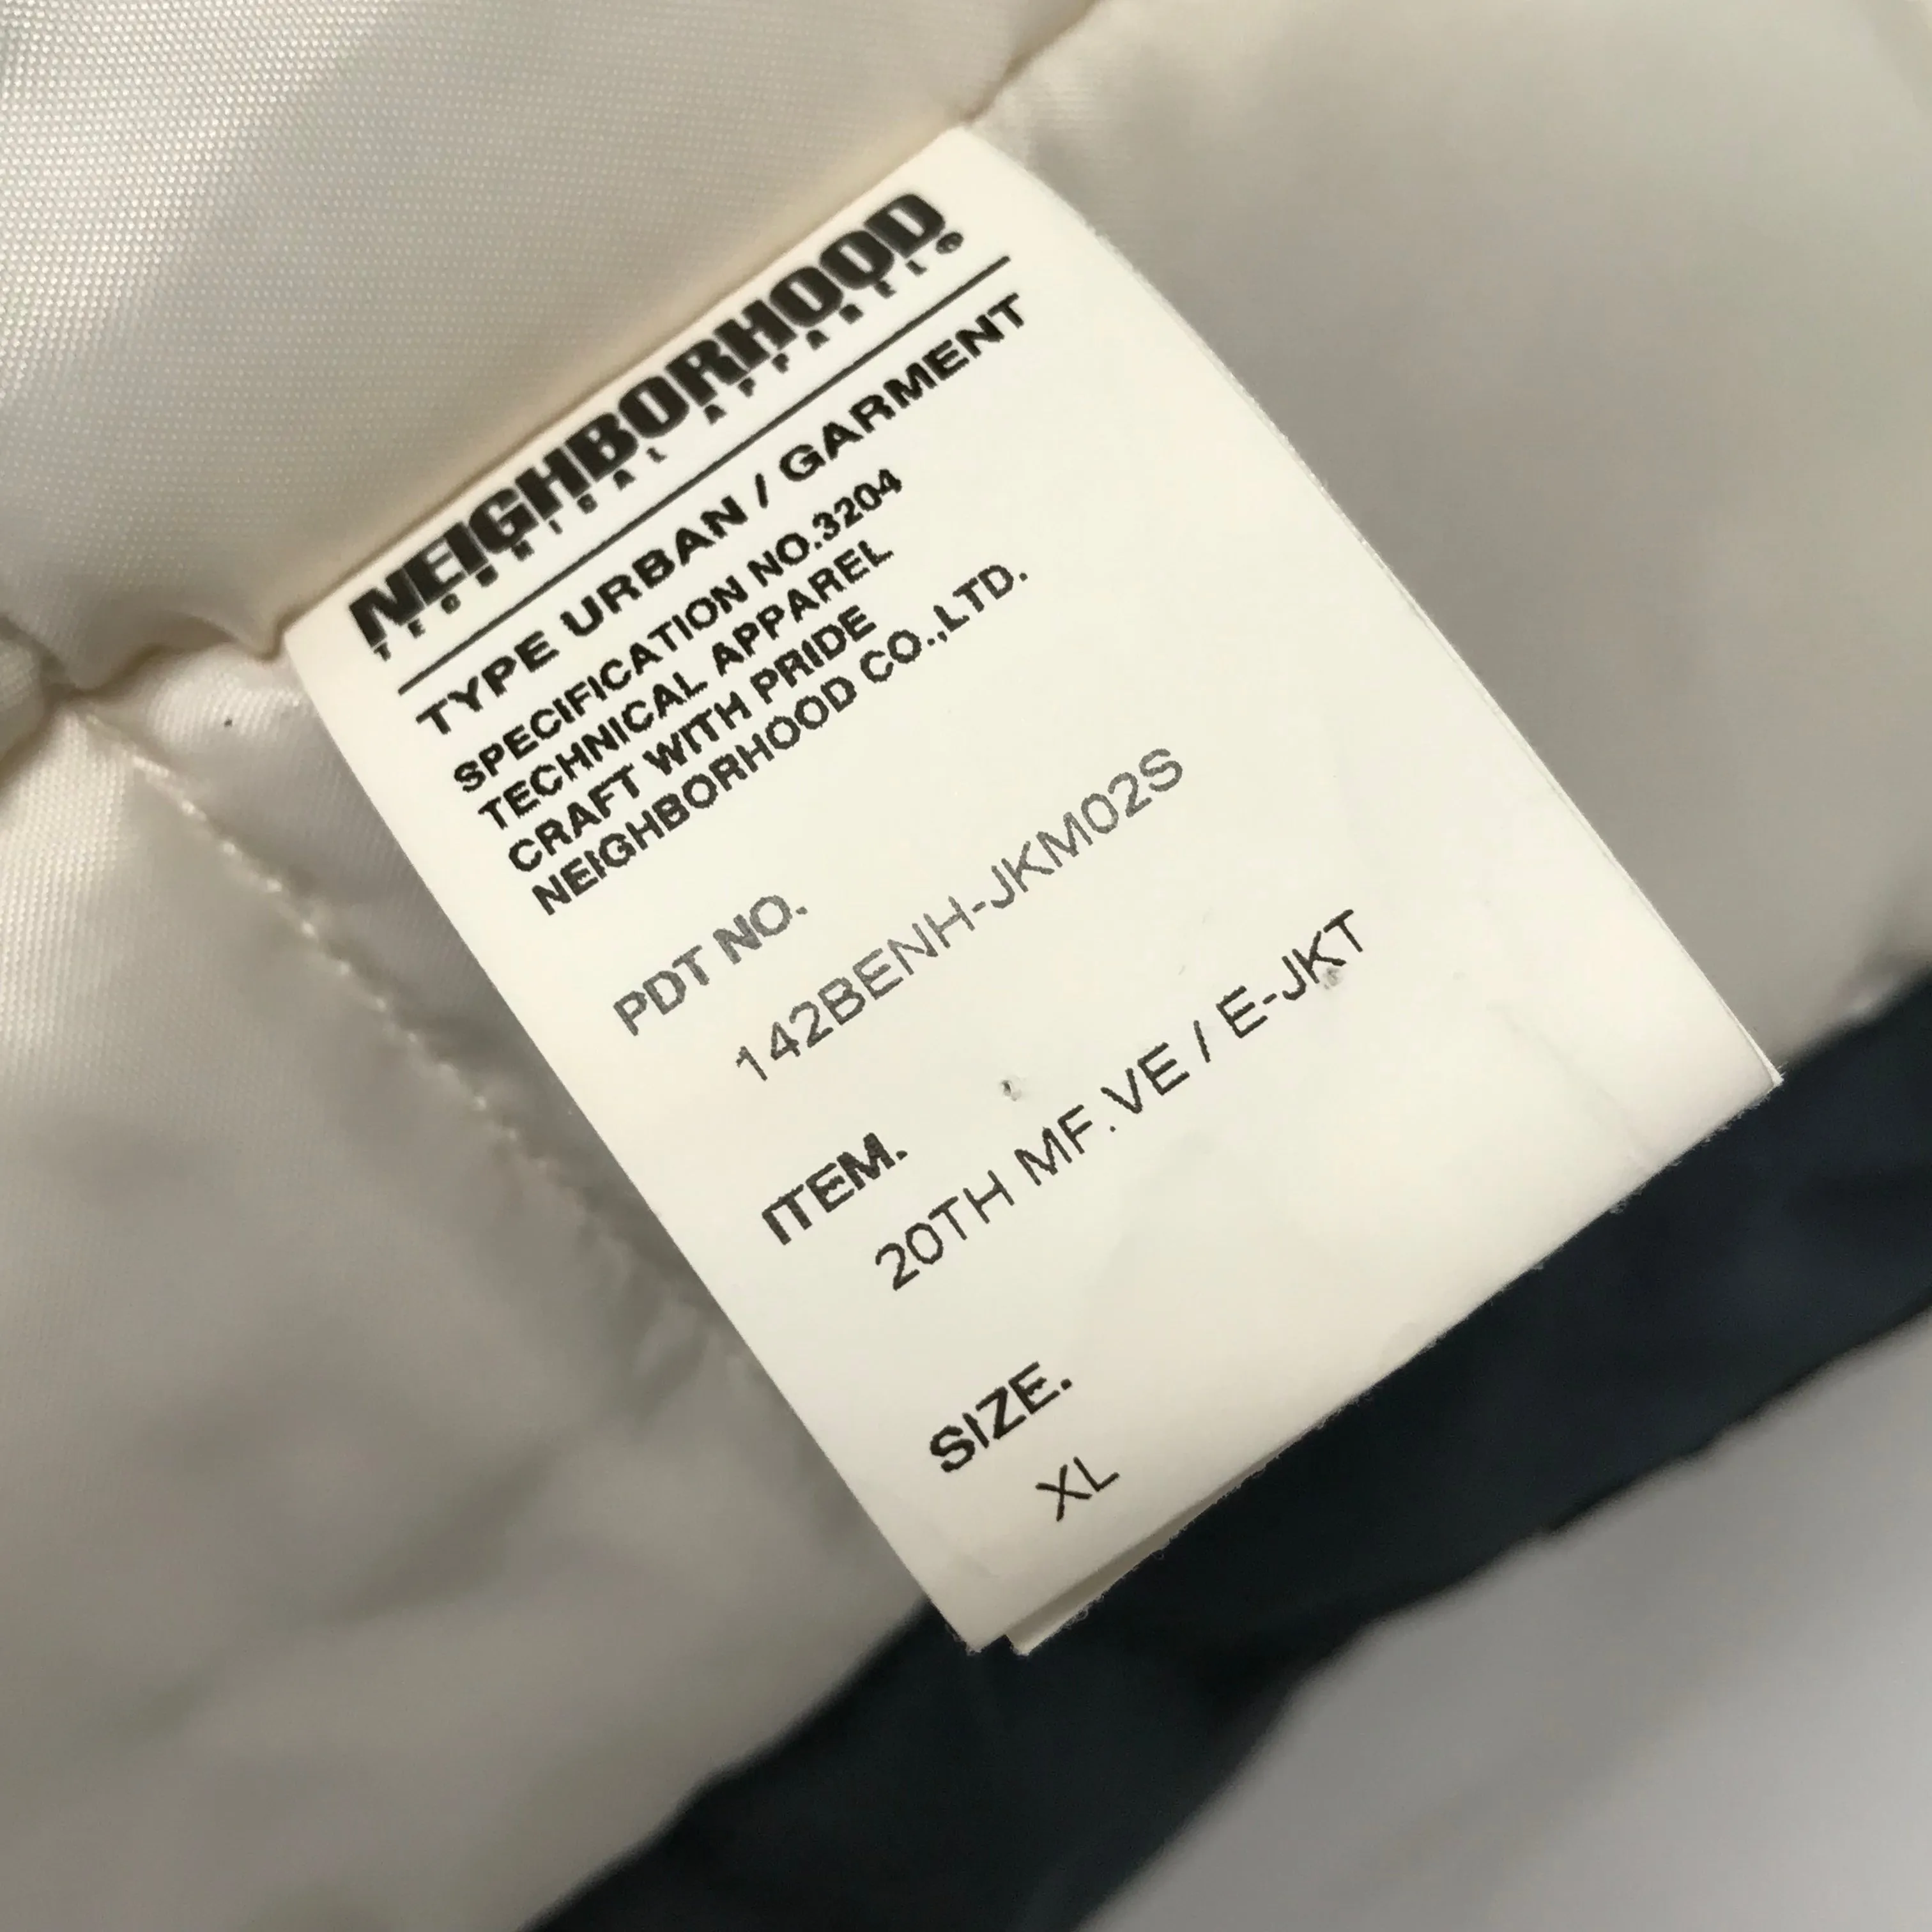 NEIGHBORHOOD
TECHNICAL APPAREL®
TYPE URBAN / GARMENT
SPECIFICATION NO.3204
TECHNICAL APPAREL
CRAFT WITH PRIDE
NEIGHBORHOOD CO.,LTD.
PDT NO.
142BENH-JKM02S
ITEM.
20TH MF. VE / E-JKT
SIZE.
XL